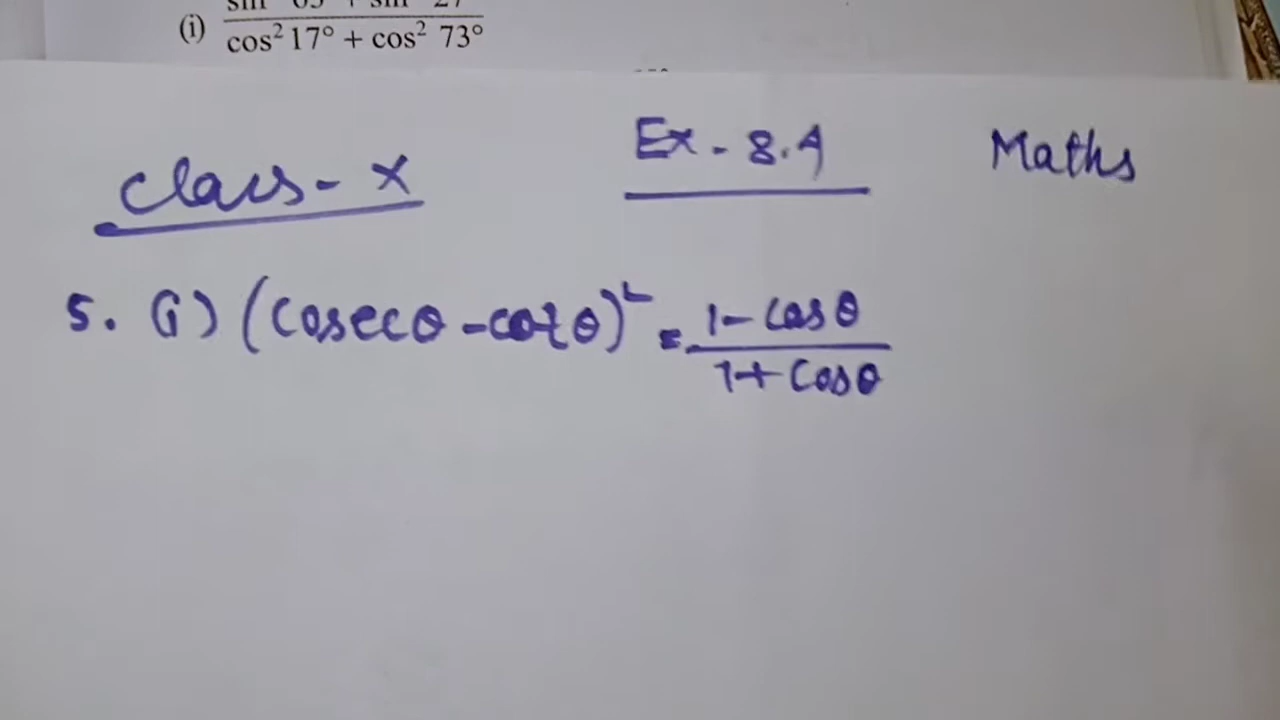 (i) cos² 17° + cos² 73°
Class - X Ex - 8.4 Maths
5. (i) (Cosecθ - cotθ)² = 1 - Cosθ / 1 + Cosθ